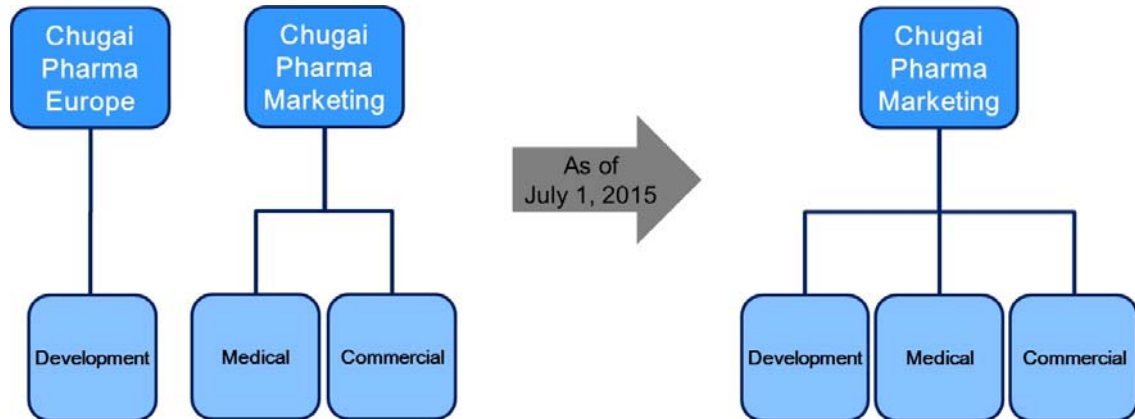 Chugai
Pharma
Europe
Chugai
Pharma
Marketing
Development
Medical
Commercial
As of
July 1, 2015
Chugai
Pharma
Marketing
Development
Medical
Commercial